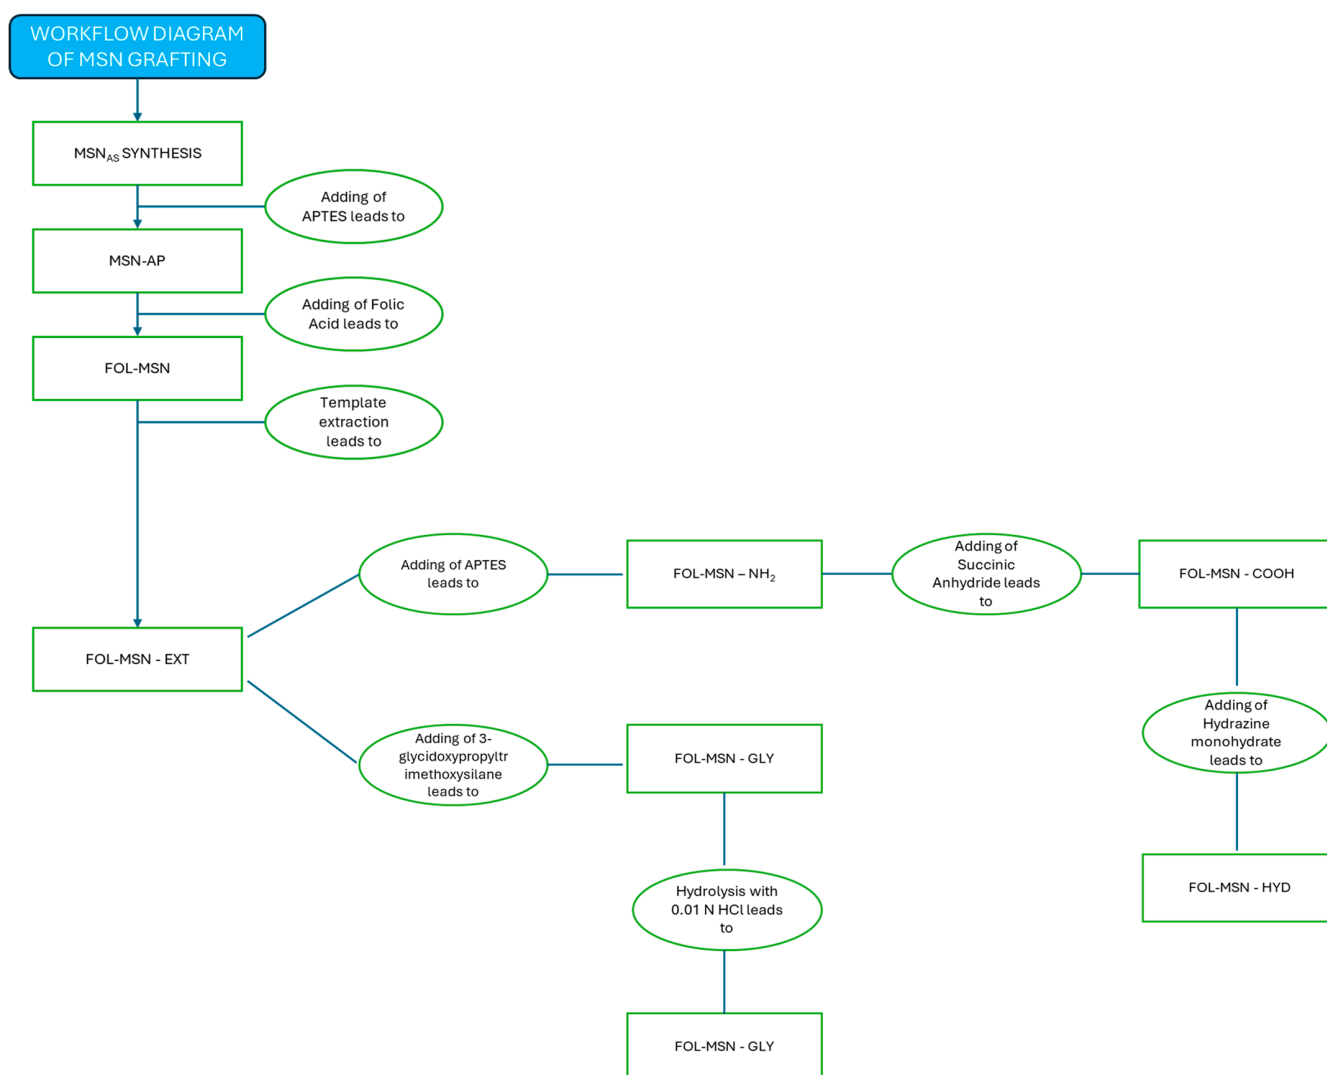 WORKFLOW DIAGRAM
OF MSN GRAFTING
MSN_AS SYNTHESIS
Adding of
APTES leads to
MSN-AP
Adding of Folic
Acid leads to
FOL-MSN
Template
extraction
leads to
FOL-MSN - EXT
Adding of APTES
leads to
FOL-MSN – NH₂
Adding of
Succinic
Anhydride leads
to
FOL-MSN - COOH
Adding of
Hydrazine
monohydrate
leads to
FOL-MSN - HYD
Adding of 3-
glycidoxypropyltr
imethoxysilane
leads to
FOL-MSN - GLY
Hydrolysis with
0.01 N HCl leads
to
FOL-MSN - GLY